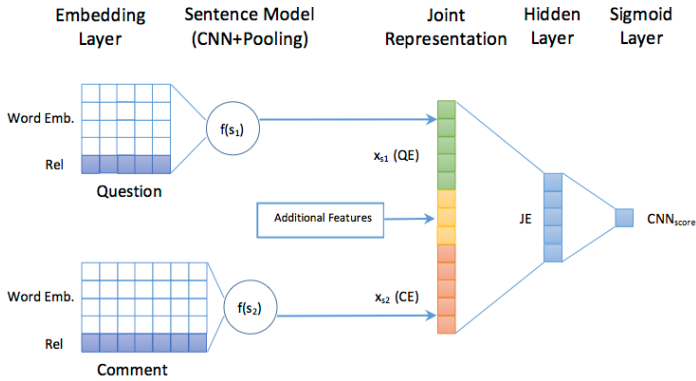 Embedding
Layer
Sentence Model
(CNN+Pooling)
Joint
Representation
Hidden
Layer
Sigmoid
Layer
Word Emb.
Rel
Question
f(s₁)
xₛ₁ (QE)
Additional Features
JE
CNNₛcₒᵣₑ
Word Emb.
Rel
Comment
f(s₂)
xₛ₂ (CE)